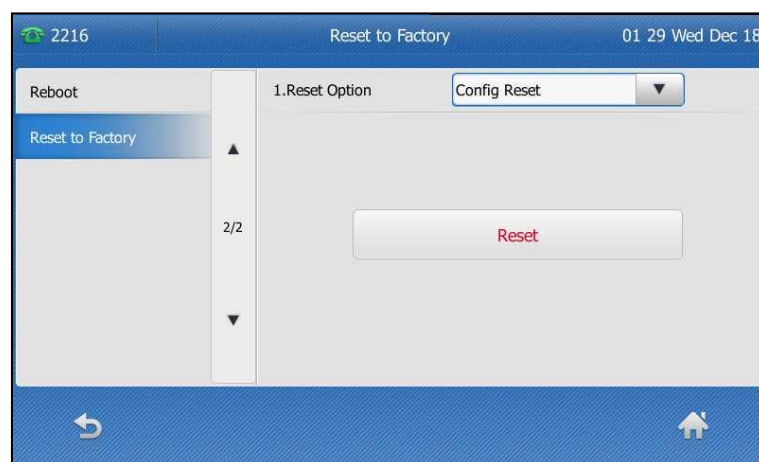 2216 Reset to Factory 01 29 Wed Dec 18
Reboot
1.Reset Option Config Reset
Reset to Factory
2/2
Reset